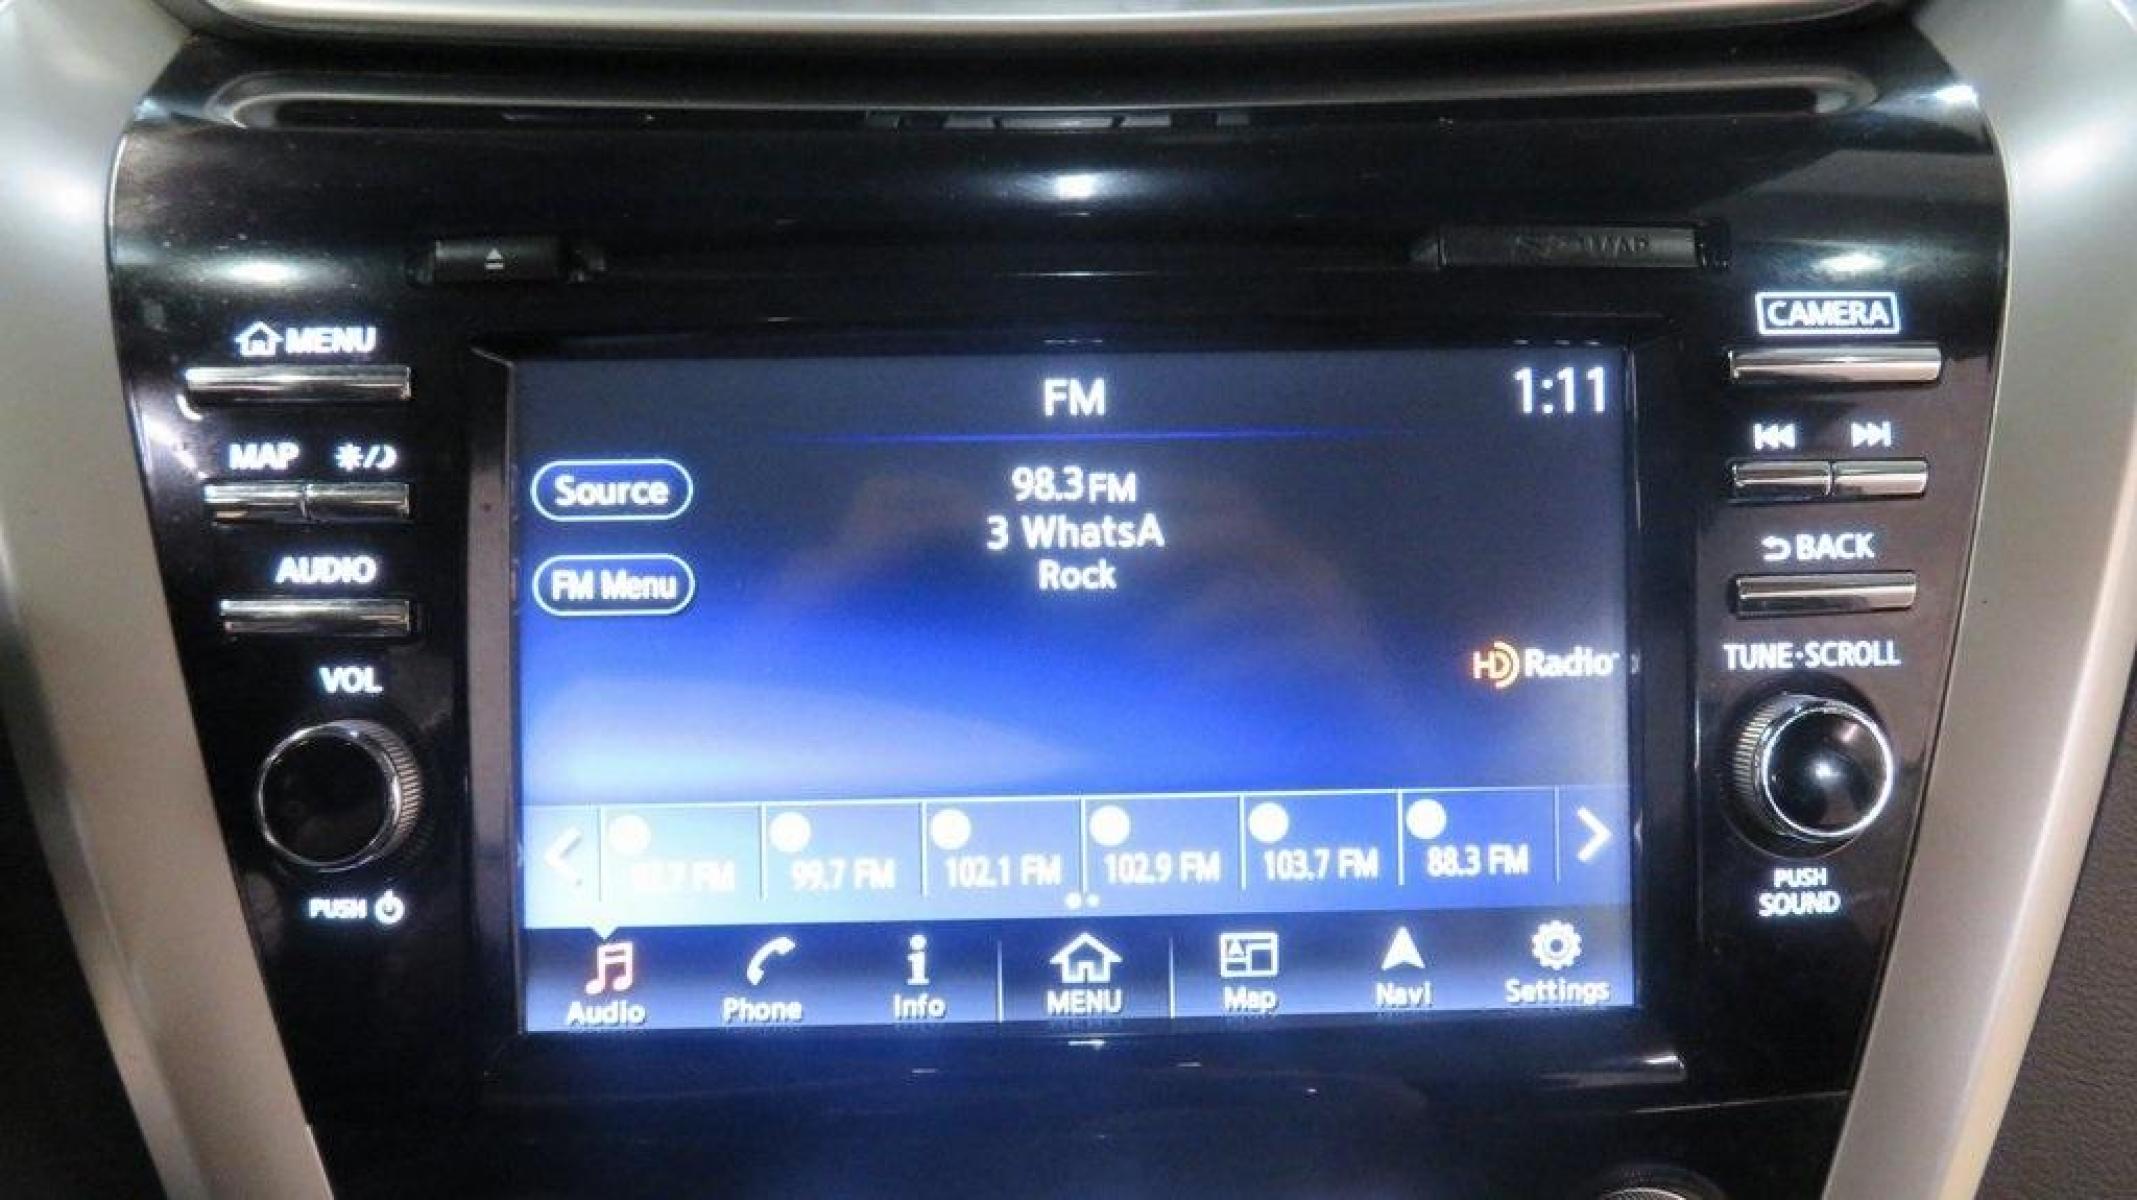 MENU
MAP
AUDIO
VOL
PUSH
FM
1:11
Source
FM Menu
98.3 FM
3 WhatsA
Rock
HD Radio
99.7 FM
102.1 FM
102.9 FM
103.7 FM
88.3 FM
Audio
Phone
Info
MENU
Map
Navi
Settings
CAMERA
BACK
TUNE·SCROLL
PUSH
SOUND